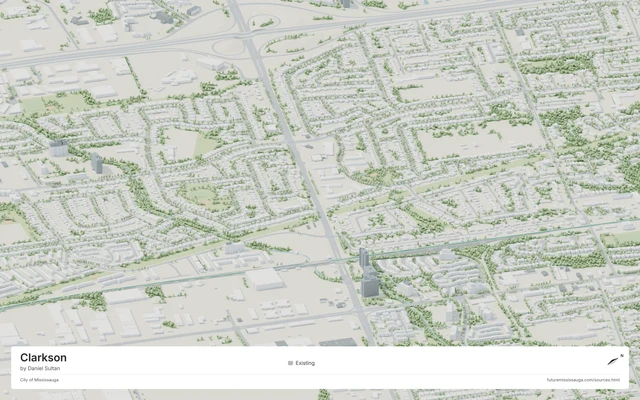 Clarkson
by Daniel Sultan
Existing
N
City of Mississauga
futuremississauga.com/sources.html